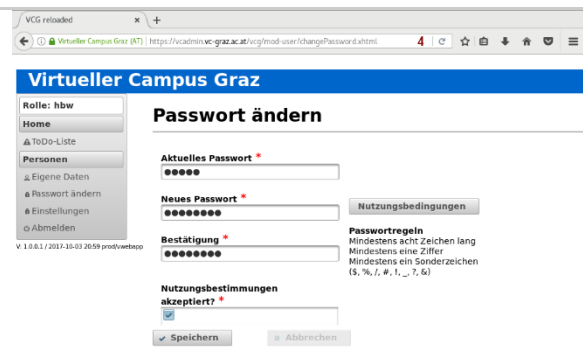 VCG reloaded × +
Virtueller Campus Graz (AT) https://vcadmin.vc-graz.ac.at/vcg/mod-user/changePassword.xhtml 4
Virtueller Campus Graz
Rolle: hbw
Home
ToDo-Liste
Personen
Eigene Daten
Passwort ändern
Einstellungen
Abmelden
V: 1.0.0.1 / 2017-10-03 20:59 prod/vwebapp
Passwort ändern
Aktuelles Passwort *
●●●●●
Neues Passwort *
●●●●●●●●
Bestätigung *
●●●●●●●●
Nutzungsbedingungen
Passwortregeln
Mindestens acht Zeichen lang
Mindestens eine Ziffer
Mindestens ein Sonderzeichen
($, %, /, #, !, _, ?, &)
Nutzungsbestimmungen
akzeptiert? *
Speichern
Abbrechen